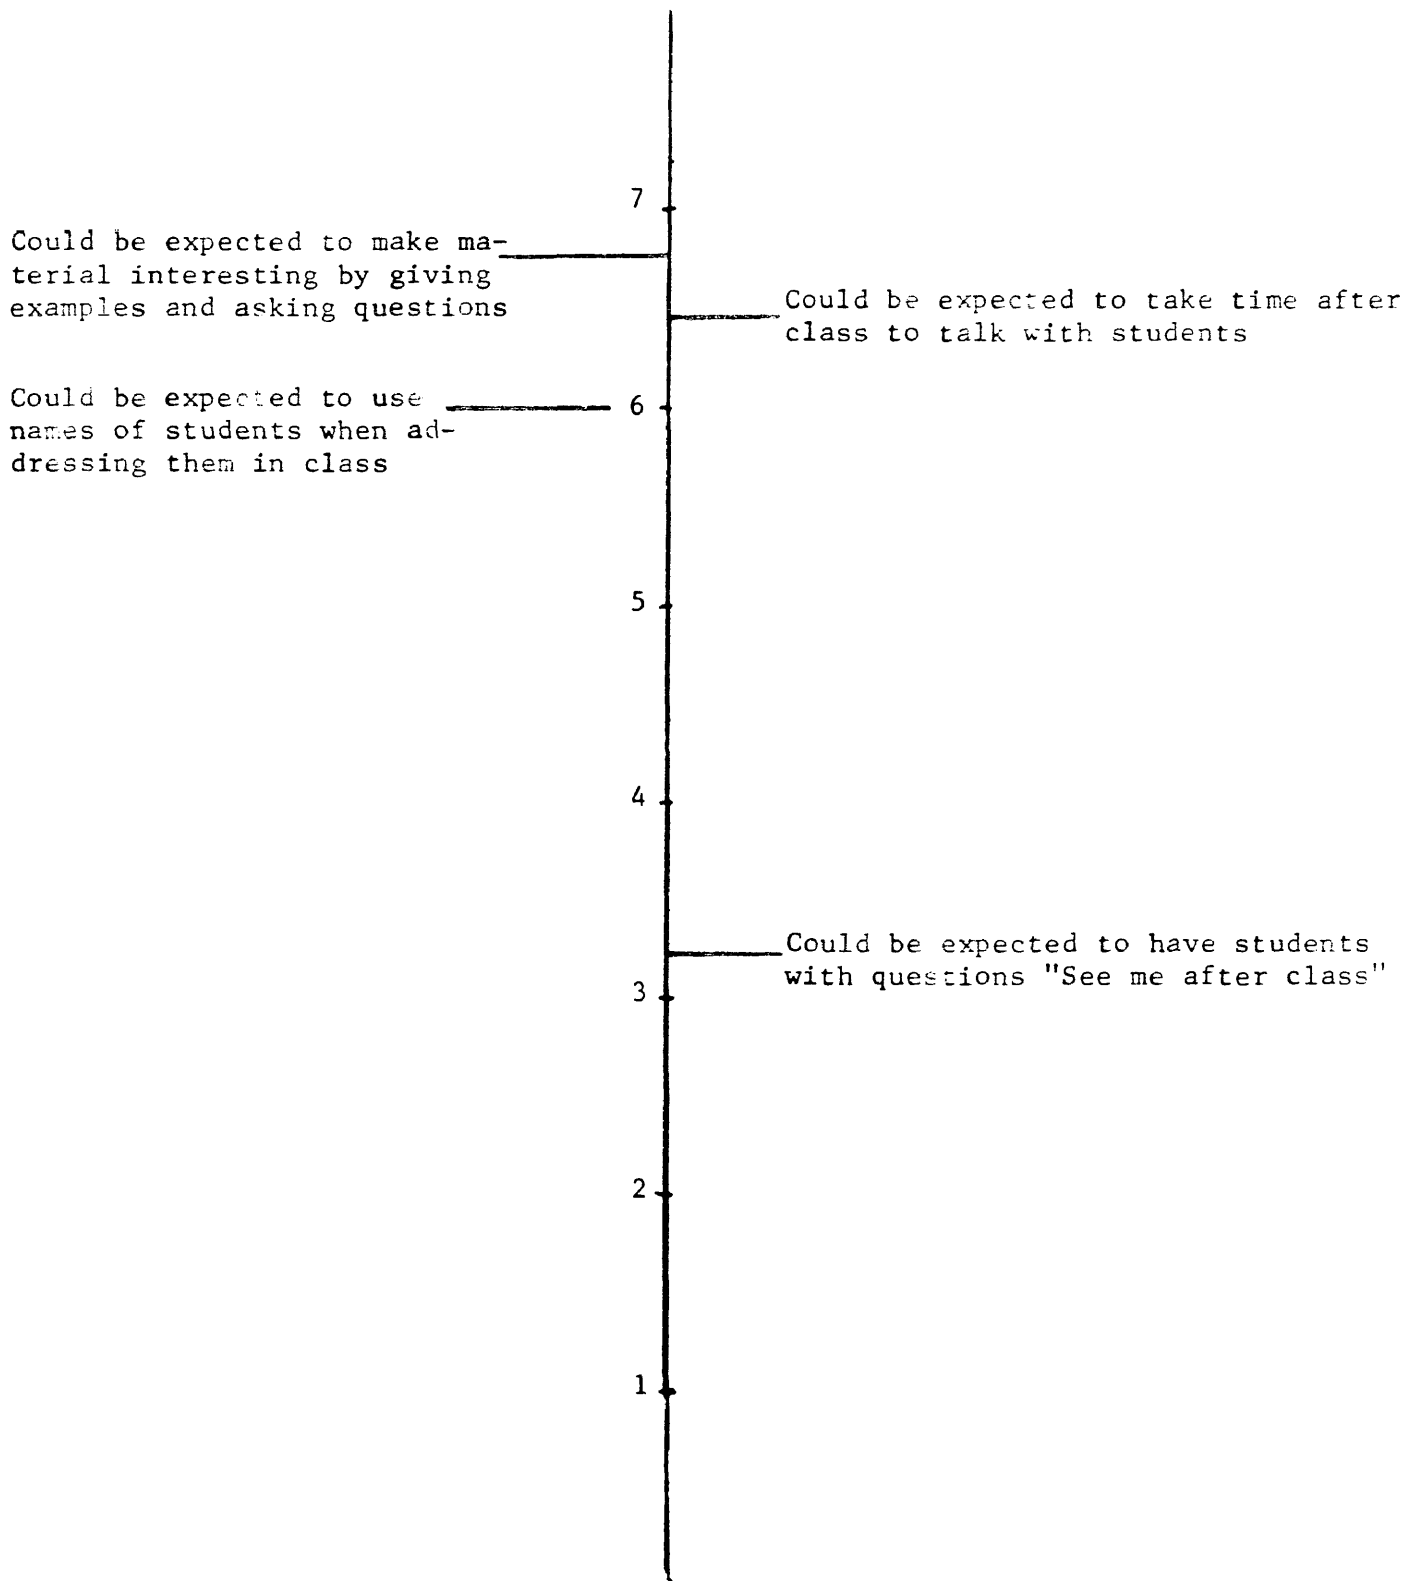 7
Could be expected to make ma-
terial interesting by giving
examples and asking questions
Could be expected to take time after
class to talk with students
Could be expected to use
names of students when ad-
dressing them in class
6
5
4
Could be expected to have students
with questions "See me after class"
3
2
1